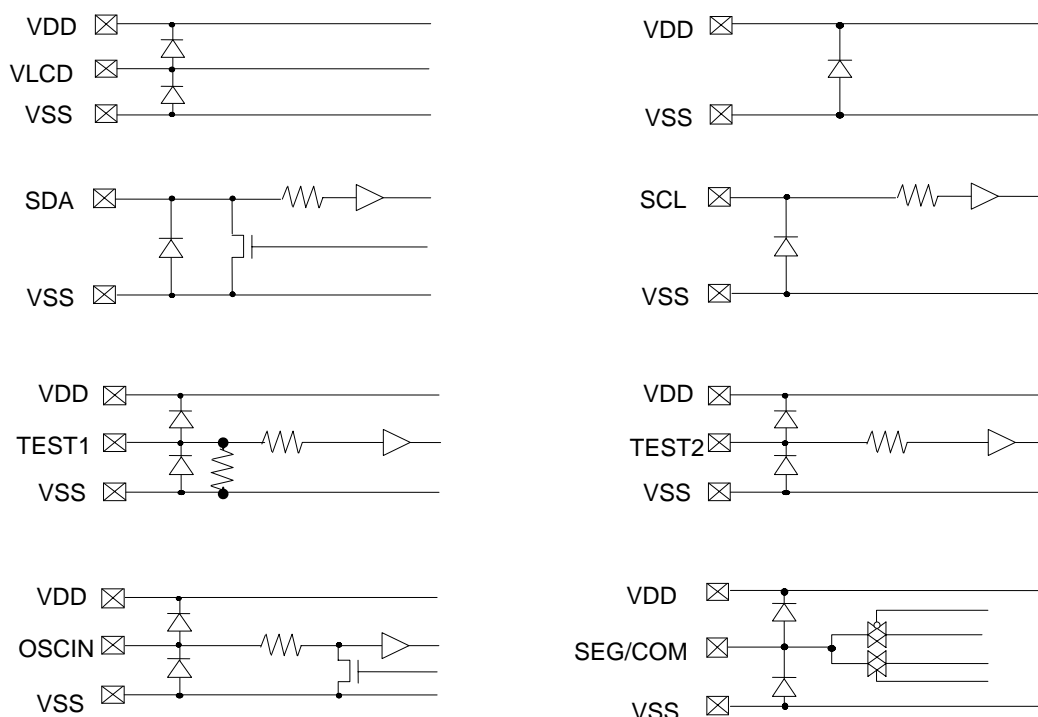 VDD
VLCD
VSS
VDD
VSS
SDA
VSS
SCL
VSS
VDD
TEST1
VSS
VDD
TEST2
VSS
VDD
OSCIN
VSS
VDD
SEG/COM
VSS